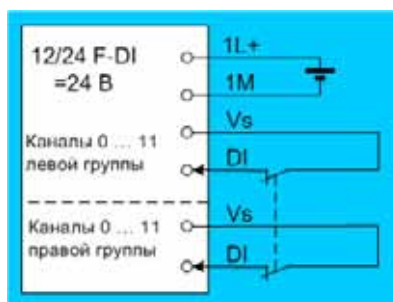 12/24 F-DI
=24 В
1L+
1M
Vs
Каналы 0 ... 11
левой группы
DI
Vs
Каналы 0 ... 11
правой группы
DI